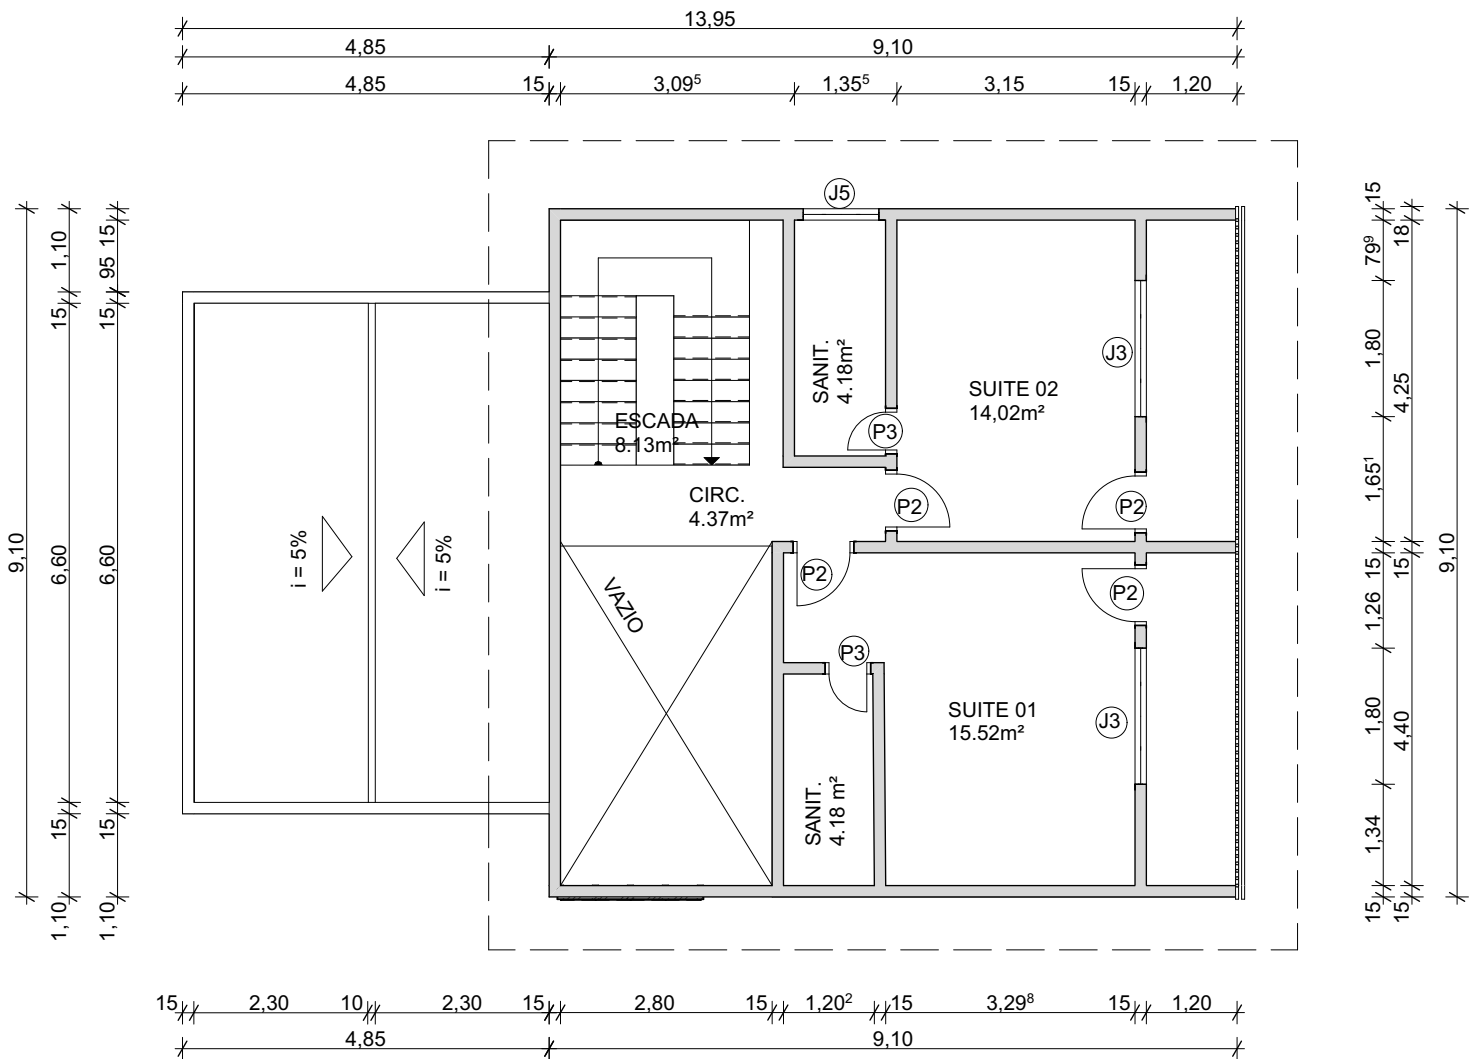 13,95
4,85 9,10
4,85 15 3,09⁵ 1,35⁵ 3,15 15 1,20
J5
SANIT.
4.18m²
P3
SUITE 02
14,02m²
J3
ESCADA
8.13m²
CIRC.
4.37m²
P2
P2
P2
P2
VAZIO
P3
SUITE 01
15.52m²
J3
SANIT.
4.18 m²
i = 5%
i = 5%
9,10
1,10 15 6,60 15 1,10
15 95 15 6,60 15 1,10
15 79⁹ 1,80 1,65¹ 15 1,26 1,80 1,34 15
18 4,25 15 4,40 15
9,10
15 2,30 10 2,30 15 2,80 15 1,20² 15 3,29⁸ 15 1,20
4,85 9,10